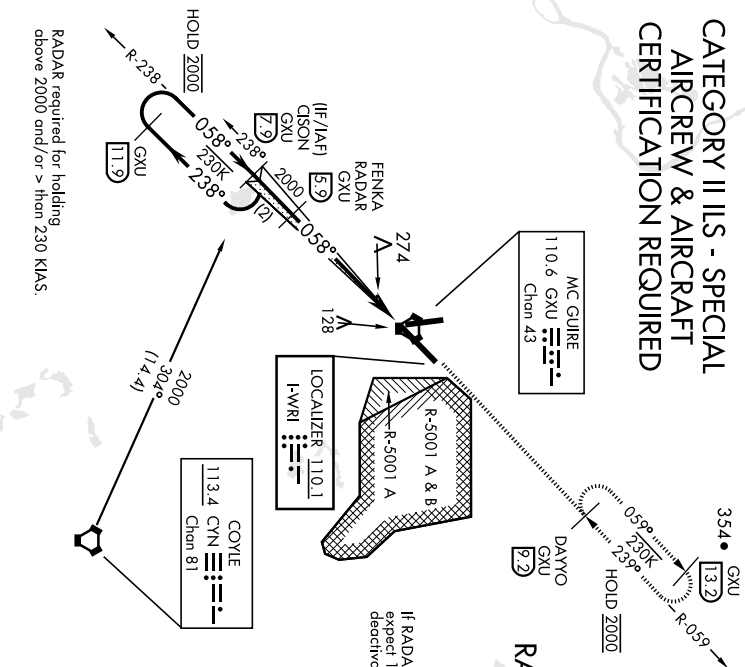 CATEGORY II ILS - SPECIAL
AIRCREW & AIRCRAFT
CERTIFICATION REQUIRED
HOLD 2000
R-238
RADAR required for holding
above 2000 and/or > than 230 KIAS.
GXU
11.9
058°
230K
238°
(IF/IAF)
CISON
GXU
7.9
238°
2000
(2)
FENKA
RADAR
GXU
5.9
058°
274
128
MC GUIRE
110.6 GXU
Chan 43
LOCALIZER 110.1
I-WRI
R-5001 A & B
R-5001 A
2000
304°
(14.4)
COYLE
113.4 CYN
Chan 81
DAYYO
GXU
9.2
059°
230K
239°
HOLD 2000
354
GXU
13.2
R-059
If RADA
expect 1
deactiva
RA